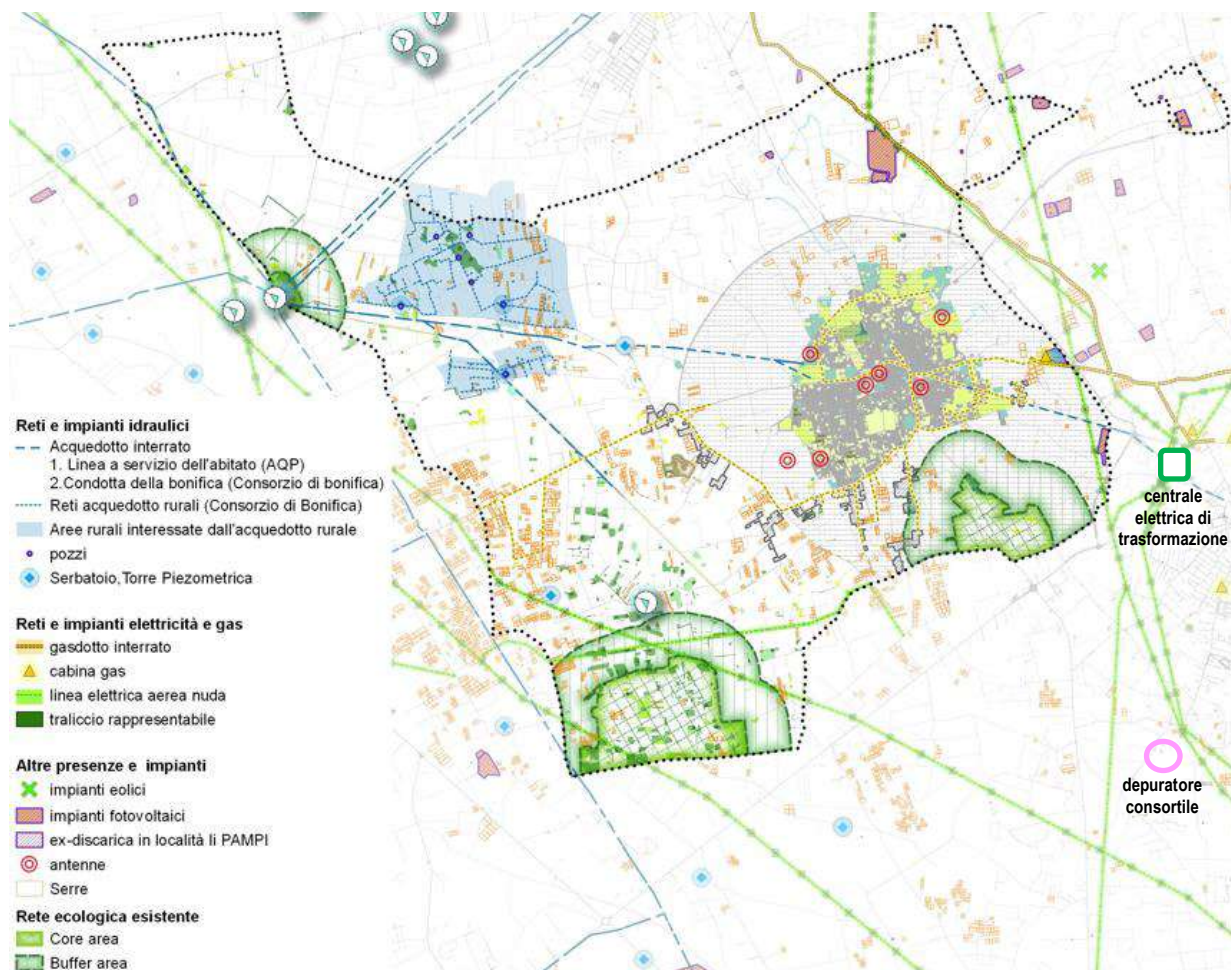 Reti e impianti idraulici
Acquedotto interrato
1. Linea a servizio dell'abitato (AQP)
2.Condotta della bonifica (Consorzio di bonifica)
Reti acquedotto rurali (Consorzio di Bonifica)
Aree rurali interessate dall'acquedotto rurale
pozzi
Serbatoio,Torre Piezometrica
Reti e impianti elettricità e gas
gasdotto interrato
cabina gas
linea elettrica aerea nuda
traliccio rappresentabile
Altre presenze e impianti
impianti eolici
impianti fotovoltaici
ex-discarica in località li PAMPI
antenne
Serre
Rete ecologica esistente
Core area
Buffer area
centrale
elettrica di
trasformazione
depuratore
consortile